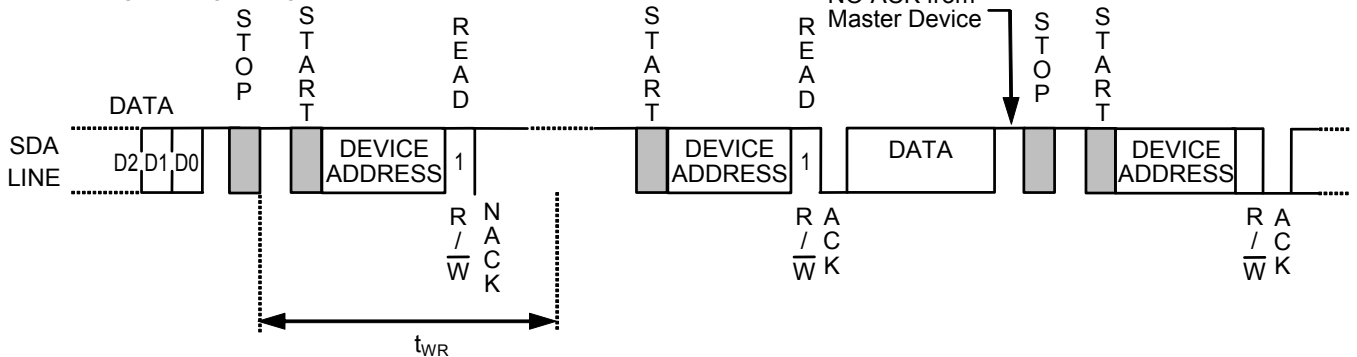 NO ACK from
Master Device
STOP
START
READ
START
READ
STOP
START
DATA
SDA
LINE
D2 D1 D0
DEVICE
ADDRESS
1
DEVICE
ADDRESS
1
DATA
DEVICE
ADDRESS
R/W̅
NACK
R/W̅
ACK
R/W̅
ACK
tWR